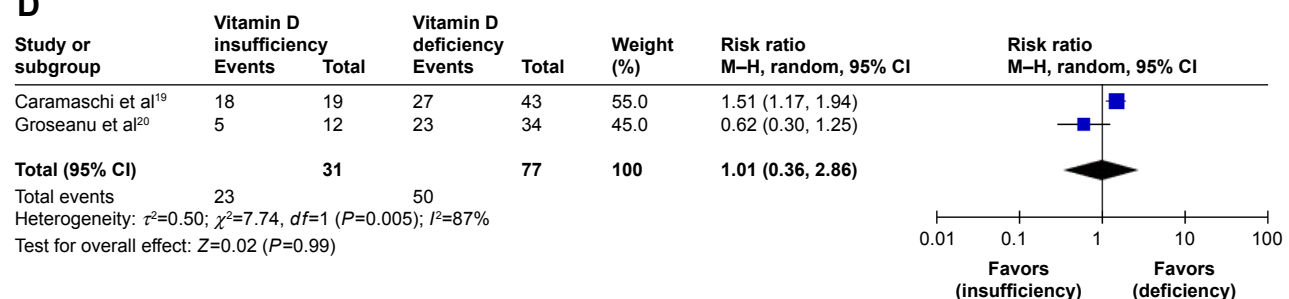 D
Study or subgroup Vitamin D insufficiency Vitamin D deficiency Weight (%) Risk ratio M–H, random, 95% CI Risk ratio M–H, random, 95% CI
Events Total Events Total
Caramaschi et al19 18 19 27 43 55.0 1.51 (1.17, 1.94)
Groseanu et al20 5 12 23 34 45.0 0.62 (0.30, 1.25)
Total (95% CI) 31 77 100 1.01 (0.36, 2.86)
Total events 23 50
Heterogeneity: τ2=0.50; χ2=7.74, df=1 (P=0.005); I2=87%
Test for overall effect: Z=0.02 (P=0.99)
0.01 0.1 1 10 100
Favors (insufficiency) Favors (deficiency)